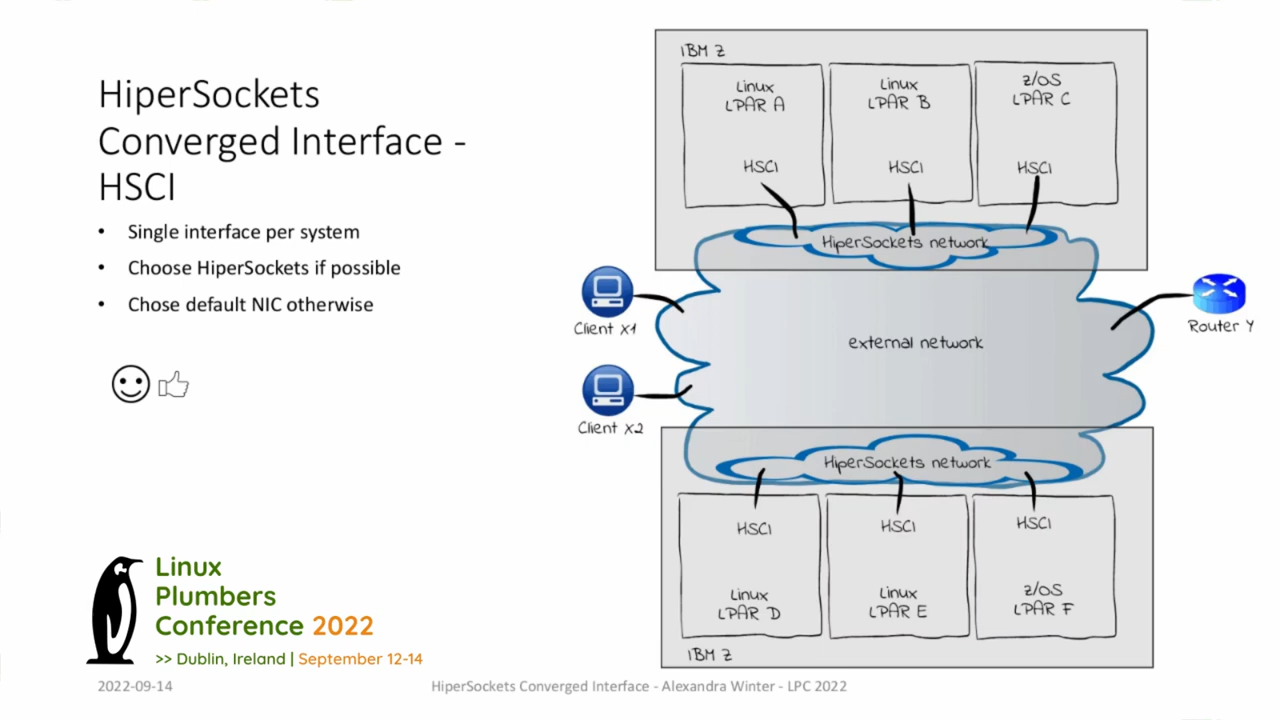 HiperSockets
Converged Interface -
HSCI
• Single interface per system
• Choose HiperSockets if possible
• Chose default NIC otherwise
IBM Z
Linux
LPAR A
HSCI
Linux
LPAR B
HSCI
z/OS
LPAR C
HSCI
HiperSockets network
Client X1
external network
Router Y
Client X2
HiperSockets network
HSCI
Linux
LPAR D
HSCI
Linux
LPAR E
HSCI
z/OS
LPAR F
IBM Z
Linux
Plumbers
Conference 2022
>> Dublin, Ireland | September 12-14
2022-09-14
HiperSockets Converged Interface - Alexandra Winter - LPC 2022